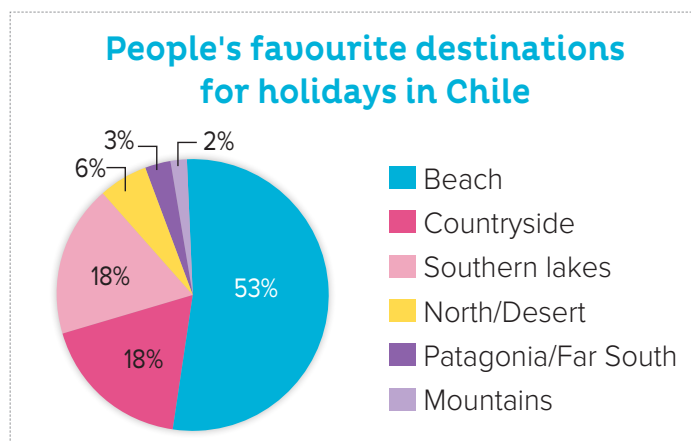 People's favourite destinations
for holidays in Chile
3%
2%
6%
18%
53%
18%
Beach
Countryside
Southern lakes
North/Desert
Patagonia/Far South
Mountains